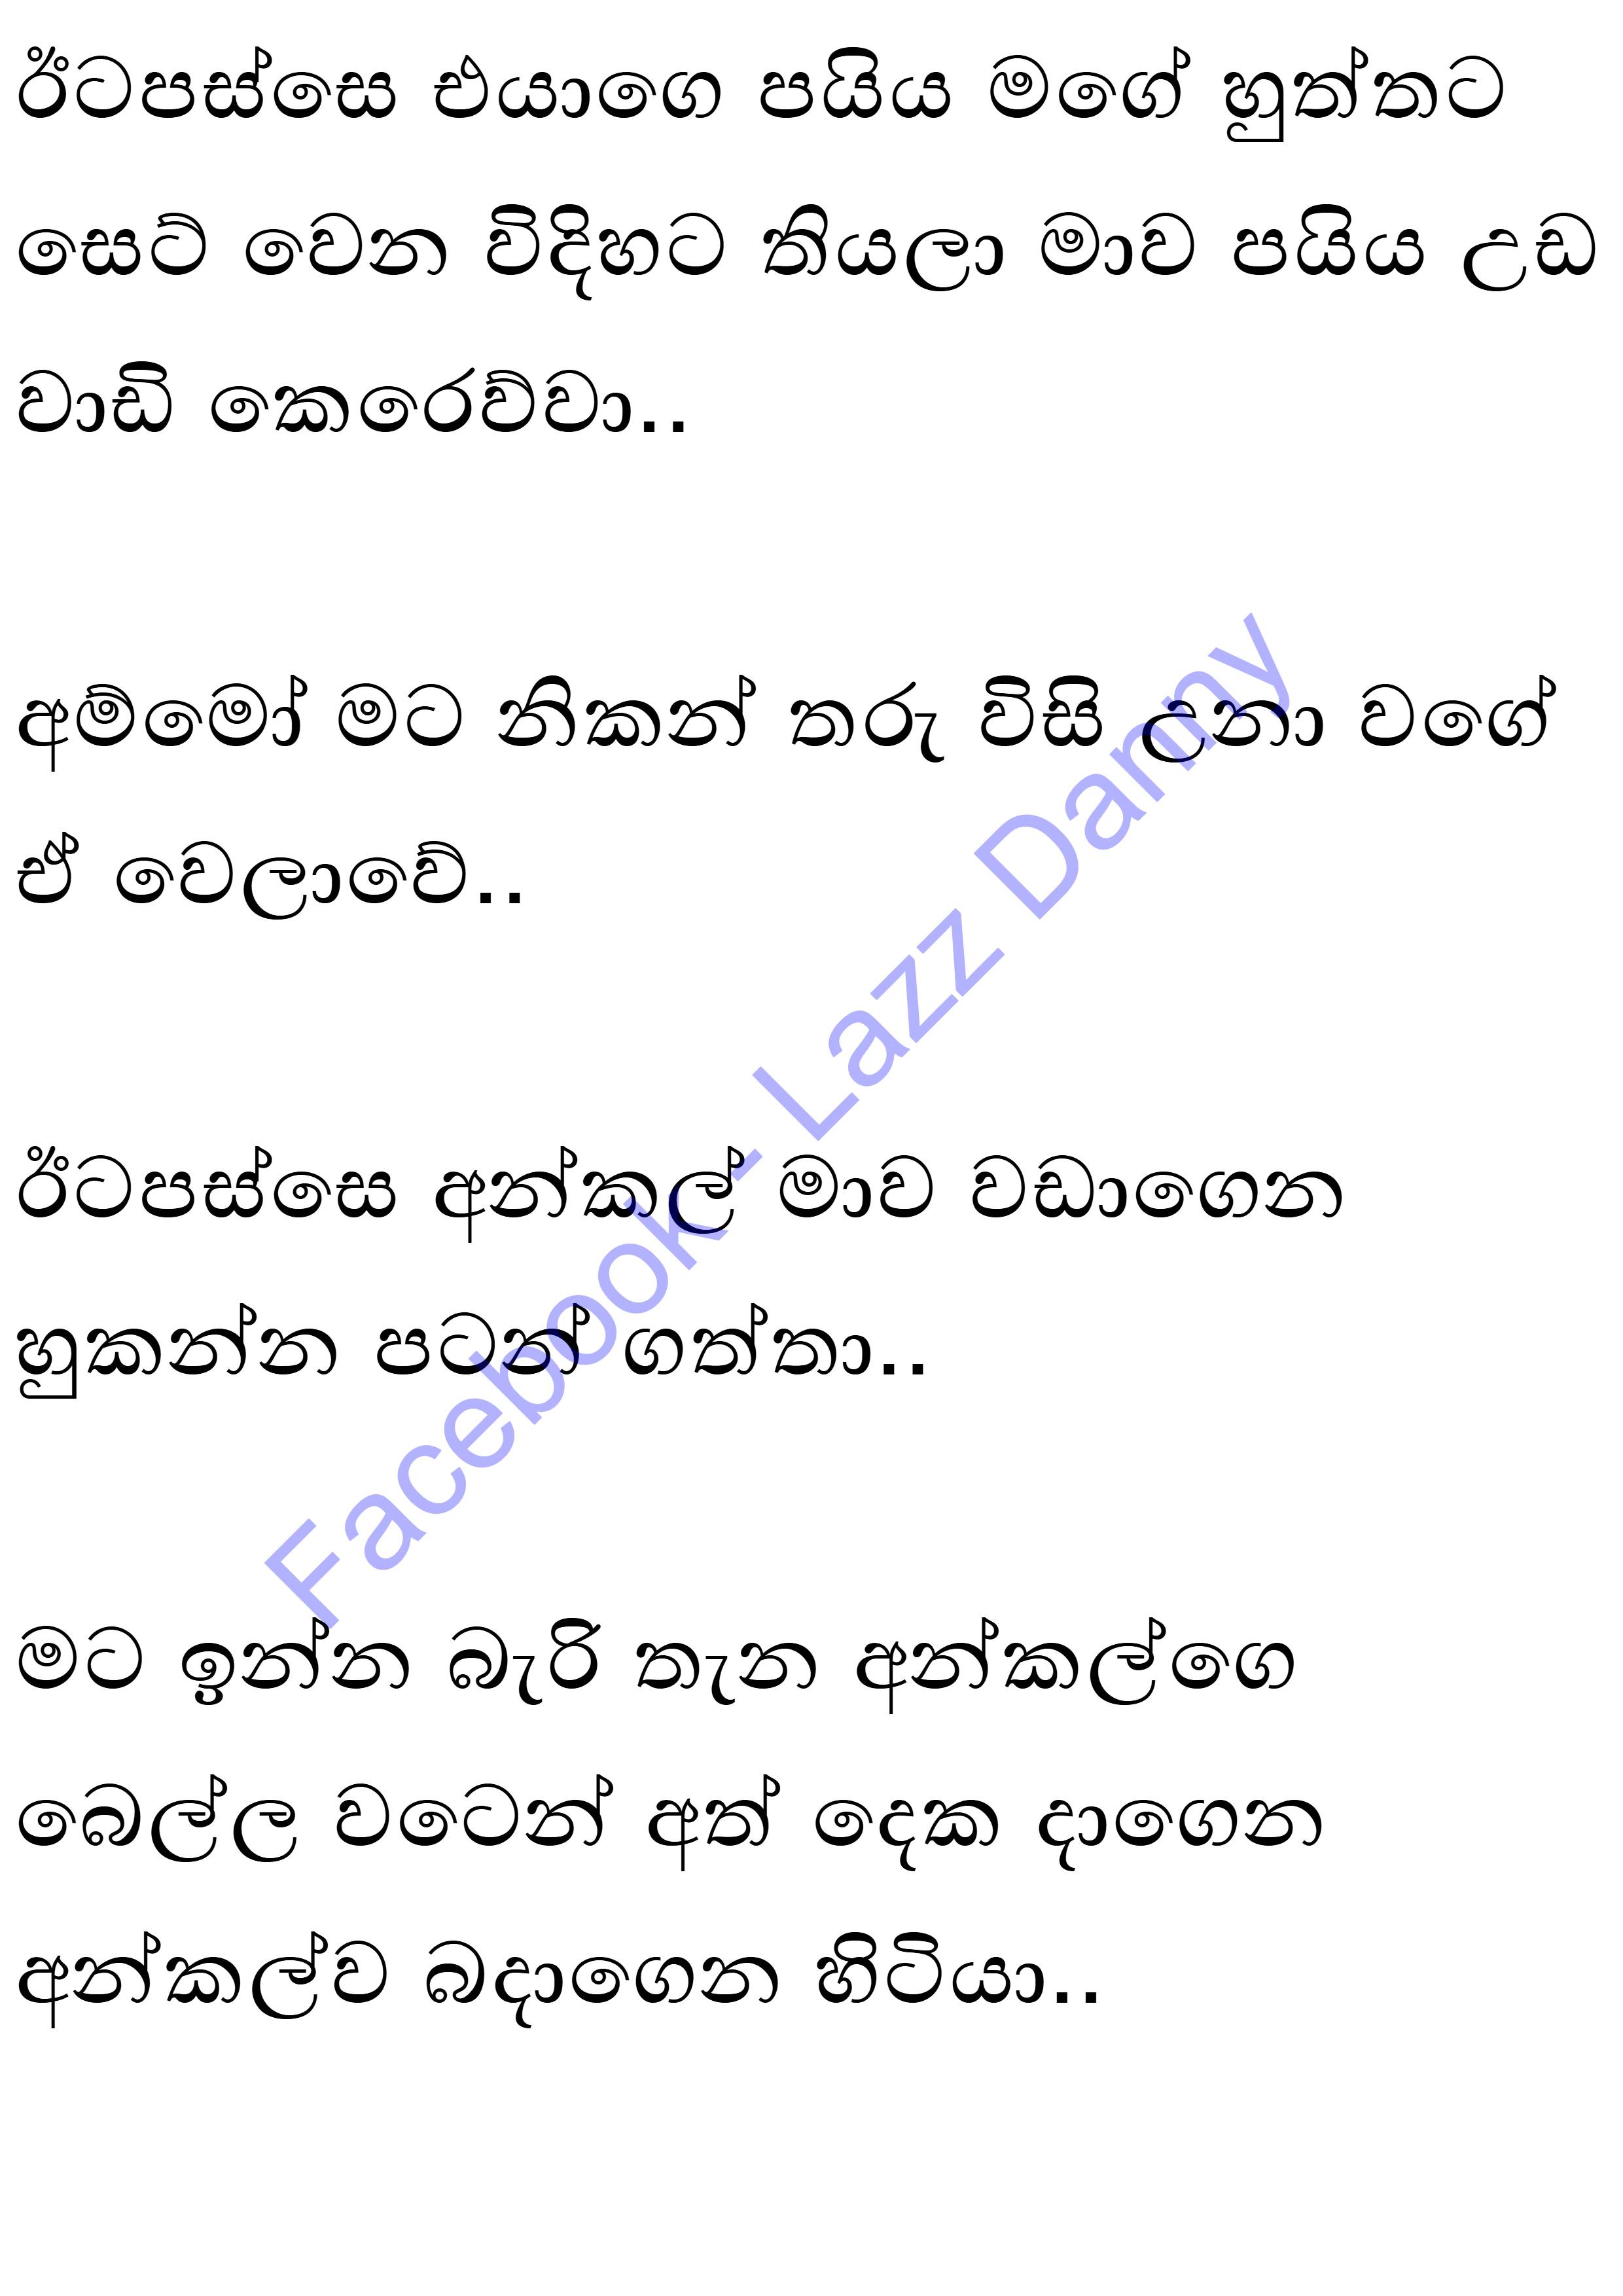 ඊටපස්සෙ එයාගෙ පයිය මගේ හුත්තට
සෙට් වෙන විදිහට තියලා මාව පයිය උඩ
වාඩි කෙරෙව්වා..
අම්මෝ මට නිකන් තරු විසි උනා වගේ
ඒ වෙලාවේ..
ඊටපස්සෙ අන්කල් මාව වඩාගෙන
හුකන්න පටන් ගත්තා..
මට ඉන්න බැරි තැන අන්කල්ගෙ
බෙල්ල වටෙන් අත් දෙක දාගෙන
අන්කල්ව බදාගෙන හිටියා..
Facebook- Lazz Danny